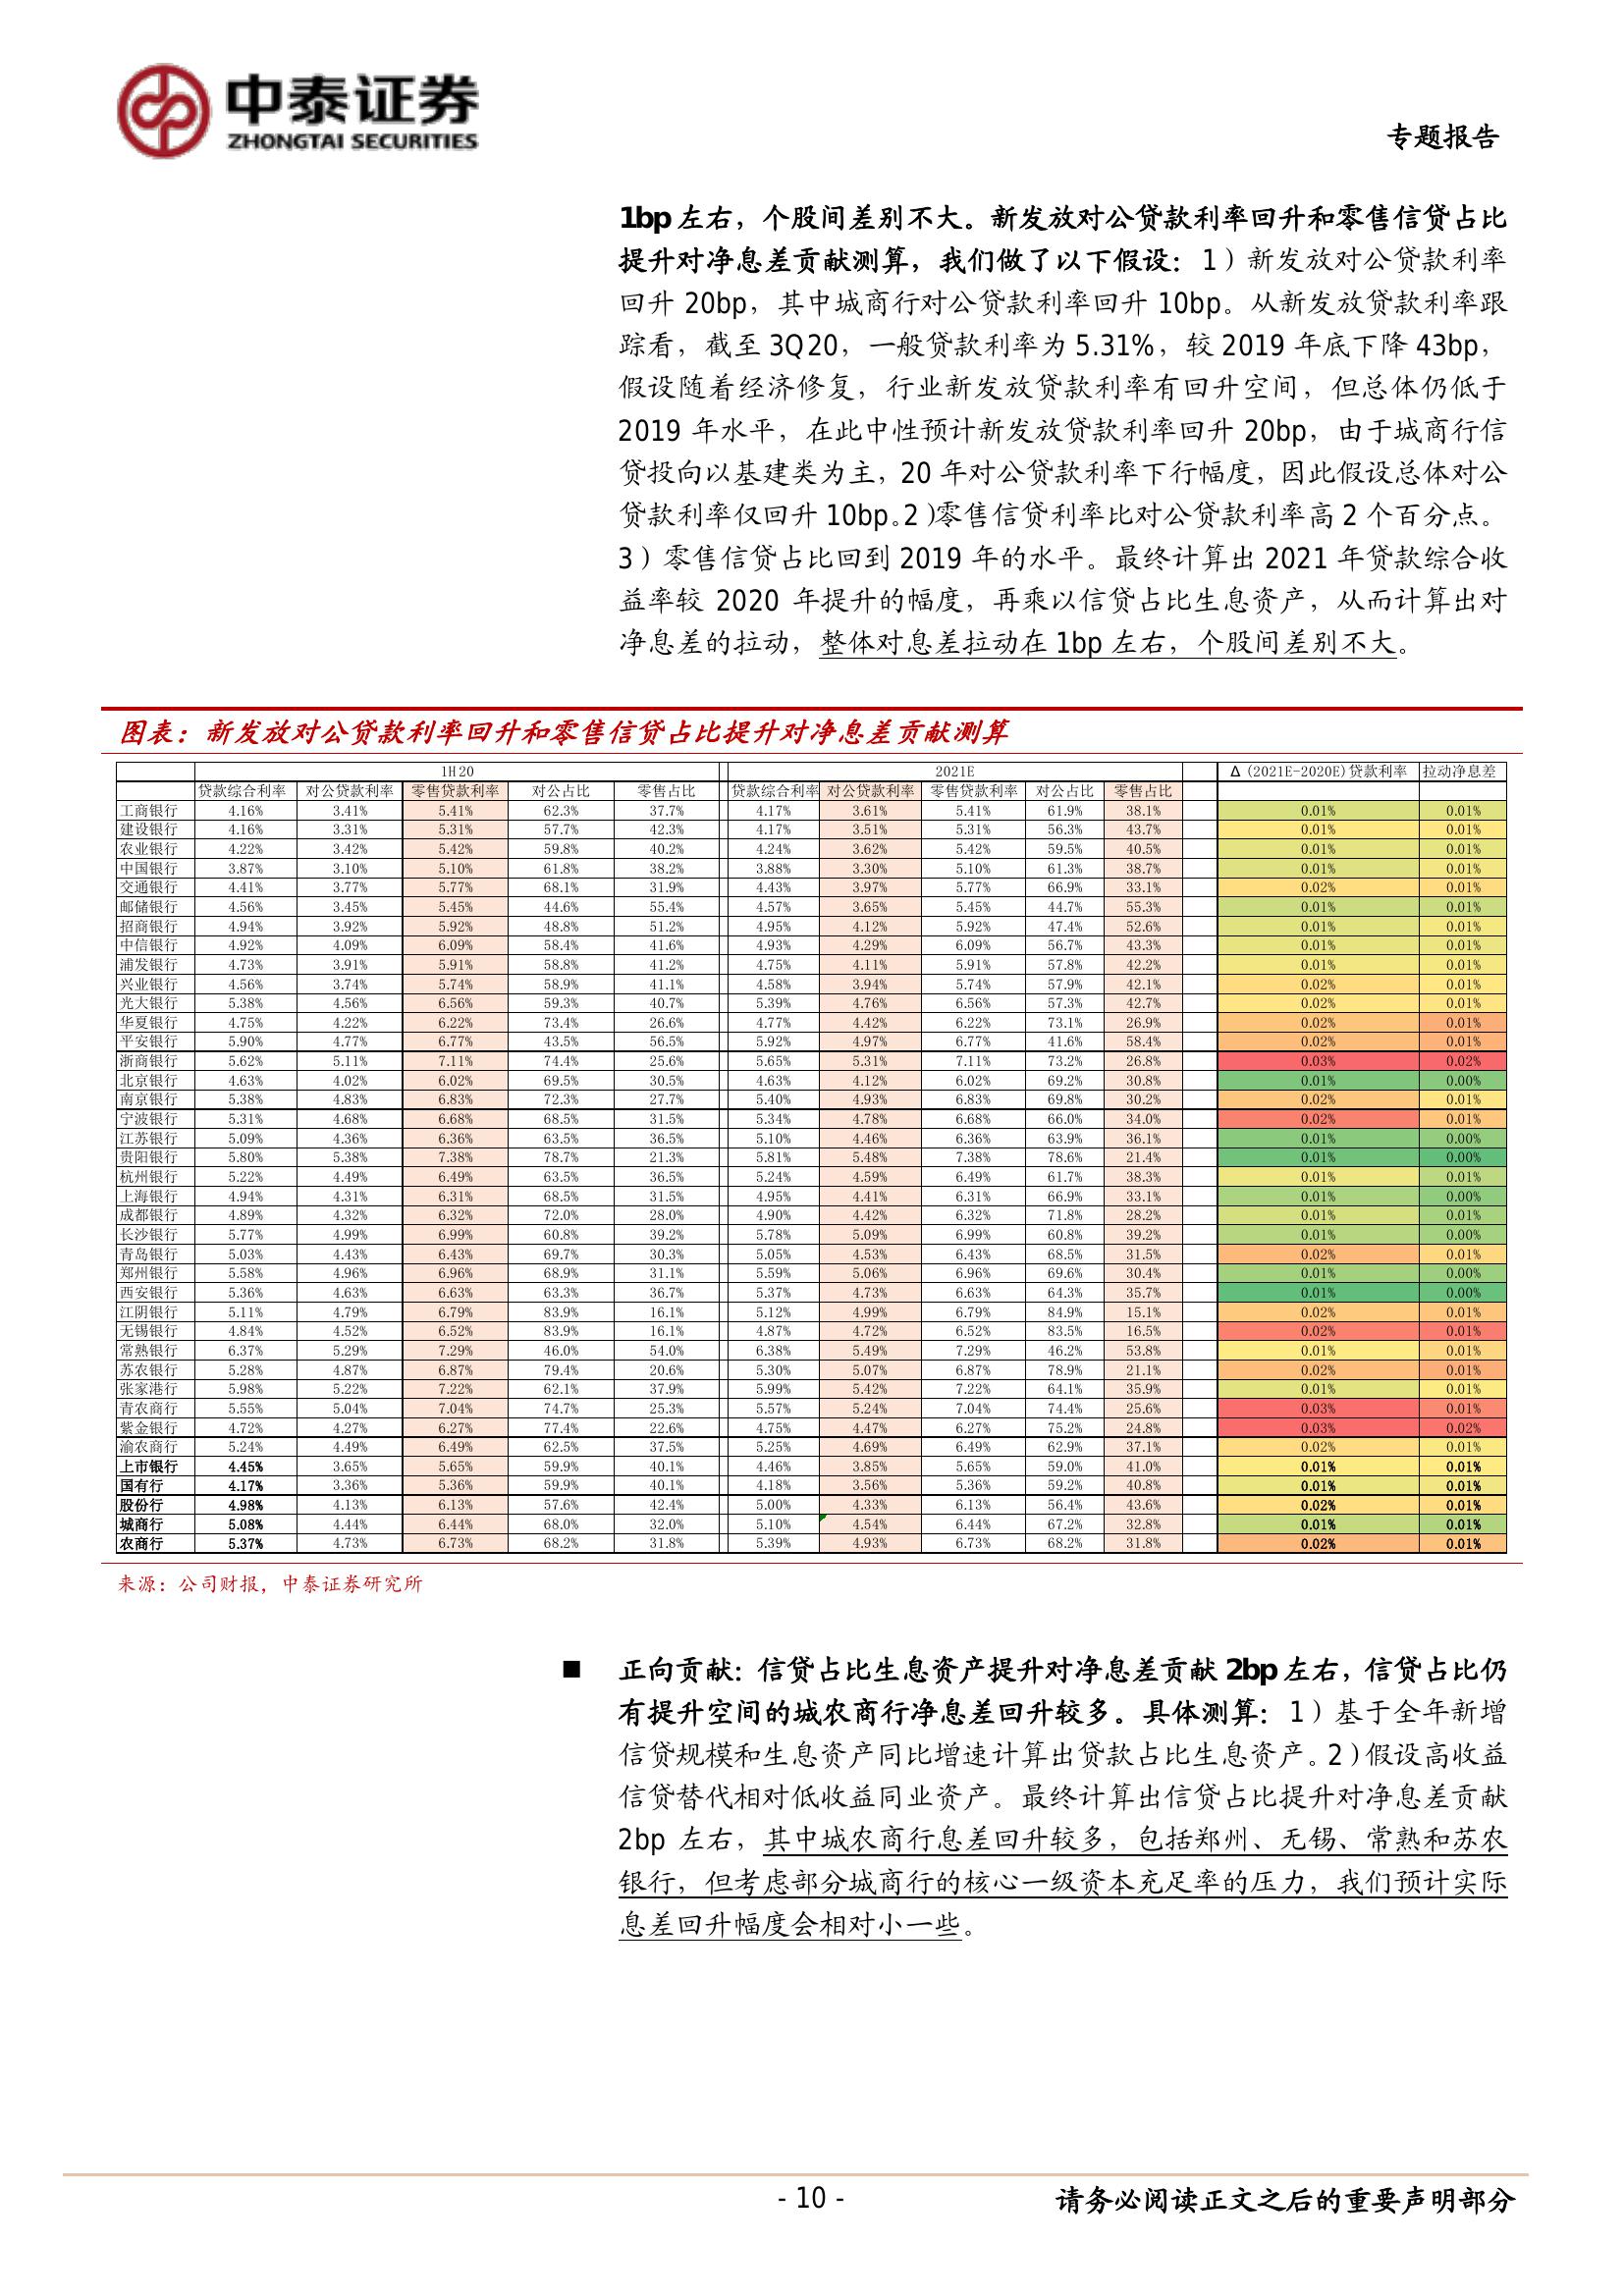 中泰证券
ZHONGTAI SECURITIES
专题报告
1bp 左右，个股间差别不大。新发放对公贷款利率回升和零售信贷占比
提升对净息差贡献测算，我们做了以下假设：1）新发放对公贷款利率
回升 20bp，其中城商行对公贷款利率回升 10bp。从新发放贷款利率跟
踪看，截至 3Q20，一般贷款利率为 5.31%，较 2019 年底下降 43bp，
假设随着经济修复，行业新发放贷款利率有回升空间，但总体仍低于
2019 年水平，在此中性预计新发放贷款利率回升 20bp，由于城商行信
贷投向以基建类为主，20 年对公贷款利率下行幅度，因此假设总体对公
贷款利率仅回升 10bp。2）零售信贷利率比对公贷款利率高 2 个百分点。
3）零售信贷占比回到 2019 年的水平。最终计算出 2021 年贷款综合收
益率较 2020 年提升的幅度，再乘以信贷占比生息资产，从而计算出对
净息差的拉动，整体对息差拉动在 1bp 左右，个股间差别不大。
图表：新发放对公贷款利率回升和零售信贷占比提升对净息差贡献测算
1H20 2021E Δ (2021E-2020E)贷款利率 拉动净息差
贷款综合利率 对公贷款利率 零售贷款利率 对公占比 零售占比 贷款综合利率 对公贷款利率 零售贷款利率 对公占比 零售占比
工商银行 4.16% 3.41% 5.41% 62.3% 37.7% 4.17% 3.61% 5.41% 61.9% 38.1% 0.01% 0.01%
建设银行 4.16% 3.31% 5.31% 57.7% 42.3% 4.17% 3.51% 5.31% 56.3% 43.7% 0.01% 0.01%
农业银行 4.22% 3.42% 5.42% 59.8% 40.2% 4.24% 3.62% 5.42% 59.5% 40.5% 0.01% 0.01%
中国银行 3.87% 3.10% 5.10% 61.8% 38.2% 3.88% 3.30% 5.10% 61.3% 38.7% 0.01% 0.01%
交通银行 4.41% 3.77% 5.77% 68.1% 31.9% 4.43% 3.97% 5.77% 66.9% 33.1% 0.02% 0.01%
邮储银行 4.56% 3.45% 5.45% 44.6% 55.4% 4.57% 3.65% 5.45% 44.7% 55.3% 0.01% 0.01%
招商银行 4.94% 3.92% 5.92% 48.8% 51.2% 4.95% 4.12% 5.92% 47.4% 52.6% 0.01% 0.01%
中信银行 4.92% 4.09% 6.09% 58.4% 41.6% 4.93% 4.29% 6.09% 56.7% 43.3% 0.01% 0.01%
浦发银行 4.73% 3.91% 5.91% 58.8% 41.2% 4.75% 4.11% 5.91% 57.8% 42.2% 0.01% 0.01%
兴业银行 4.56% 3.74% 5.74% 58.9% 41.1% 4.58% 3.94% 5.74% 57.9% 42.1% 0.02% 0.01%
光大银行 5.38% 4.56% 6.56% 59.3% 40.7% 5.39% 4.76% 6.56% 57.3% 42.7% 0.02% 0.01%
华夏银行 4.75% 4.22% 6.22% 73.4% 26.6% 4.77% 4.42% 6.22% 73.1% 26.9% 0.02% 0.01%
平安银行 5.90% 4.77% 6.77% 43.5% 56.5% 5.92% 4.97% 6.77% 41.6% 58.4% 0.02% 0.01%
浙商银行 5.62% 5.11% 7.11% 74.4% 25.6% 5.65% 5.31% 7.11% 73.2% 26.8% 0.03% 0.02%
北京银行 4.63% 4.02% 6.02% 69.5% 30.5% 4.63% 4.12% 6.02% 69.2% 30.8% 0.01% 0.00%
南京银行 5.38% 4.83% 6.83% 72.3% 27.7% 5.40% 4.93% 6.83% 69.8% 30.2% 0.02% 0.01%
宁波银行 5.31% 4.68% 6.68% 68.5% 31.5% 5.34% 4.78% 6.68% 66.0% 34.0% 0.02% 0.01%
江苏银行 5.09% 4.36% 6.36% 63.5% 36.5% 5.10% 4.46% 6.36% 63.9% 36.1% 0.01% 0.00%
贵阳银行 5.80% 5.38% 7.38% 78.7% 21.3% 5.81% 5.48% 7.38% 78.6% 21.4% 0.01% 0.00%
杭州银行 5.22% 4.49% 6.49% 63.5% 36.5% 5.24% 4.59% 6.49% 61.7% 38.3% 0.01% 0.01%
上海银行 4.94% 4.31% 6.31% 68.5% 31.5% 4.95% 4.41% 6.31% 66.9% 33.1% 0.01% 0.00%
成都银行 4.89% 4.32% 6.32% 72.0% 28.0% 4.90% 4.42% 6.32% 71.8% 28.2% 0.01% 0.01%
长沙银行 5.77% 4.99% 6.99% 60.8% 39.2% 5.78% 5.09% 6.99% 60.8% 39.2% 0.01% 0.00%
青岛银行 5.03% 4.43% 6.43% 69.7% 30.3% 5.05% 4.53% 6.43% 68.5% 31.5% 0.02% 0.01%
郑州银行 5.58% 4.96% 6.96% 68.9% 31.1% 5.59% 5.06% 6.96% 69.6% 30.4% 0.01% 0.00%
西安银行 5.36% 4.63% 6.63% 63.3% 36.7% 5.37% 4.73% 6.63% 64.3% 35.7% 0.01% 0.00%
江阴银行 5.11% 4.79% 6.79% 83.9% 16.1% 5.12% 4.99% 6.79% 84.9% 15.1% 0.02% 0.01%
无锡银行 4.84% 4.52% 6.52% 83.9% 16.1% 4.87% 4.72% 6.52% 83.5% 16.5% 0.02% 0.01%
常熟银行 6.37% 5.29% 7.29% 46.0% 54.0% 6.38% 5.49% 7.29% 46.2% 53.8% 0.01% 0.01%
苏农银行 5.28% 4.87% 6.87% 79.4% 20.6% 5.30% 5.07% 6.87% 78.9% 21.1% 0.02% 0.01%
张家港行 5.98% 5.22% 7.22% 62.1% 37.9% 5.99% 5.42% 7.22% 64.1% 35.9% 0.01% 0.01%
青农商行 5.55% 5.04% 7.04% 74.7% 25.3% 5.57% 5.24% 7.04% 74.4% 25.6% 0.03% 0.01%
紫金银行 4.72% 4.27% 6.27% 77.4% 22.6% 4.75% 4.47% 6.27% 75.2% 24.8% 0.03% 0.02%
渝农商行 5.24% 4.49% 6.49% 62.5% 37.5% 5.25% 4.69% 6.49% 62.9% 37.1% 0.02% 0.01%
上市银行 4.45% 3.65% 5.65% 59.9% 40.1% 4.46% 3.85% 5.65% 59.0% 41.0% 0.01% 0.01%
国有行 4.17% 3.36% 5.36% 59.9% 40.1% 4.18% 3.56% 5.36% 59.2% 40.8% 0.01% 0.01%
股份行 4.98% 4.13% 6.13% 57.6% 42.4% 5.00% 4.33% 6.13% 56.4% 43.6% 0.02% 0.01%
城商行 5.08% 4.44% 6.44% 68.0% 32.0% 5.10% 4.54% 6.44% 67.2% 32.8% 0.01% 0.01%
农商行 5.37% 4.73% 6.73% 68.2% 31.8% 5.39% 4.93% 6.73% 68.2% 31.8% 0.02% 0.01%
来源：公司财报，中泰证券研究所
■ 正向贡献：信贷占比生息资产提升对净息差贡献 2bp 左右，信贷占比仍
有提升空间的城农商行净息差回升较多。具体测算：1）基于全年新增
信贷规模和生息资产同比增速计算出贷款占比生息资产。2）假设高收益
信贷替代相对低收益同业资产。最终计算出信贷占比提升对净息差贡献
2bp 左右，其中城农商行息差回升较多，包括郑州、无锡、常熟和苏农
银行，但考虑部分城商行的核心一级资本充足率的压力，我们预计实际
息差回升幅度会相对小一些。
- 10 -
请务必阅读正文之后的重要声明部分